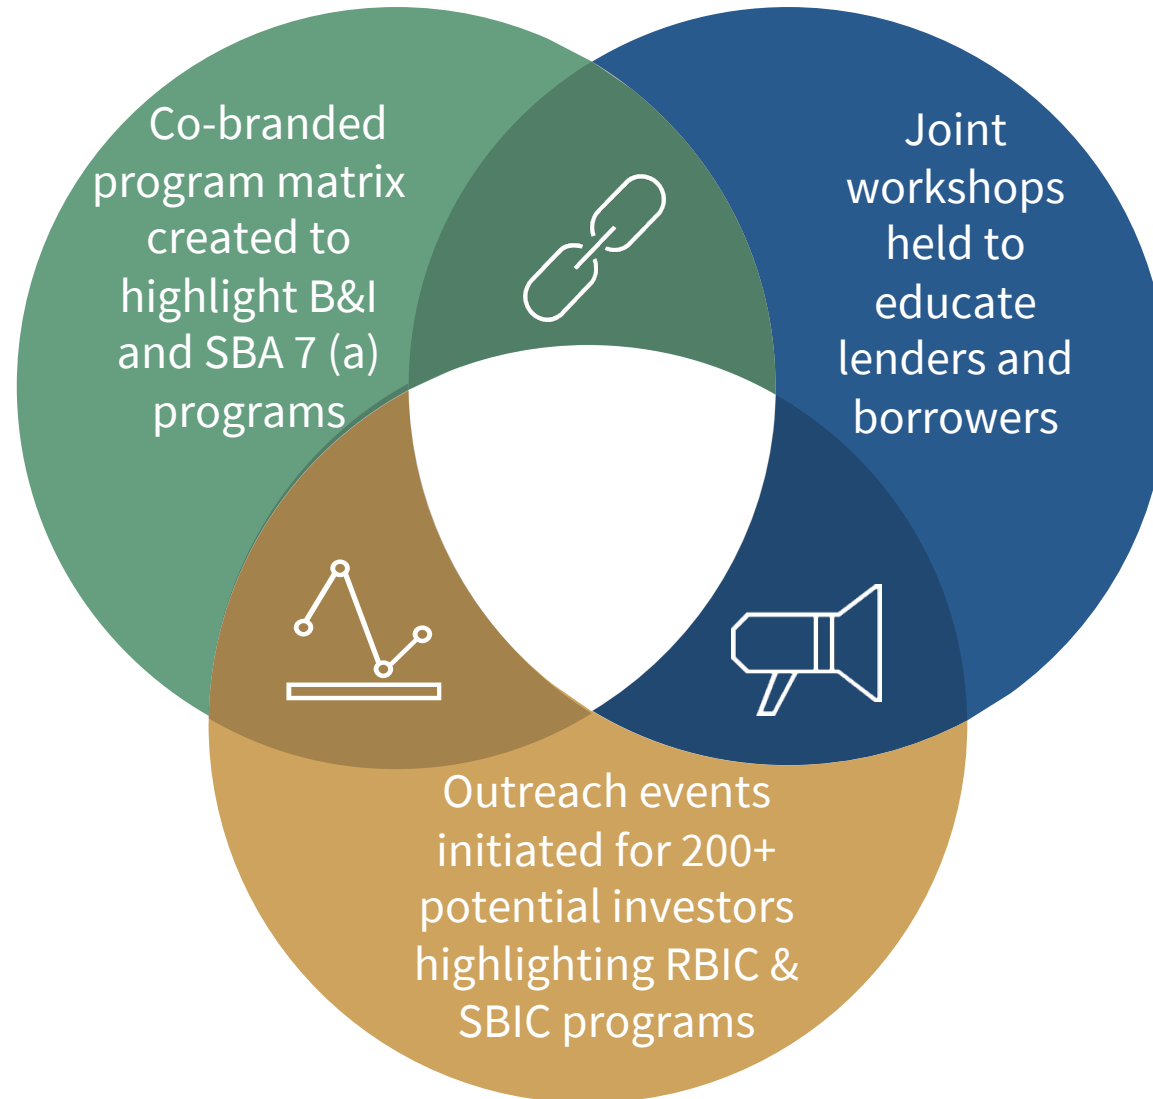 Co-branded
program matrix
created to
highlight B&I
and SBA 7 (a)
programs
Joint
workshops
held to
educate
lenders and
borrowers
Outreach events
initiated for 200+
potential investors
highlighting RBIC &
SBIC programs